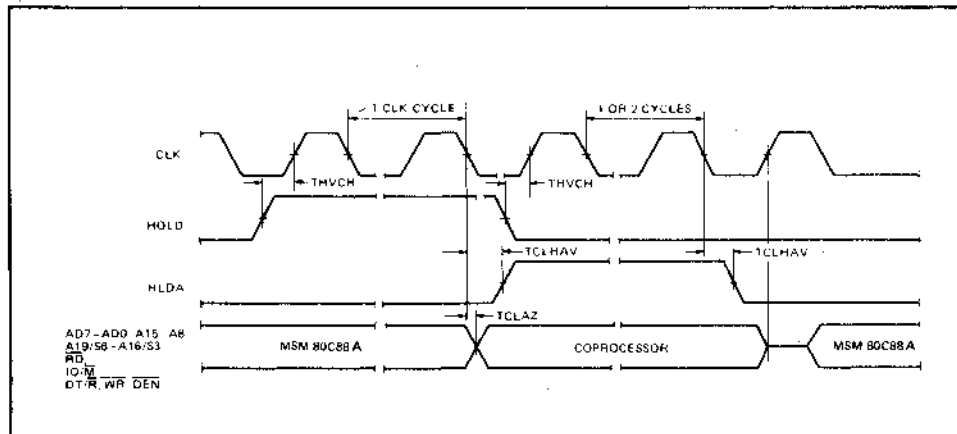 1 CLK CYCLE
1 OR 2 CYCLES
CLK
THVCH
THVCH
HOLD
TCLHAV
TCLHAV
HLDA
TCLAZ
AD7-AD0 A15 A8
A19/S6-A16/S3
RD
IO/M
DT/R, WR DEN
MSM 80C88A
COPROCESSOR
MSM 80C88A